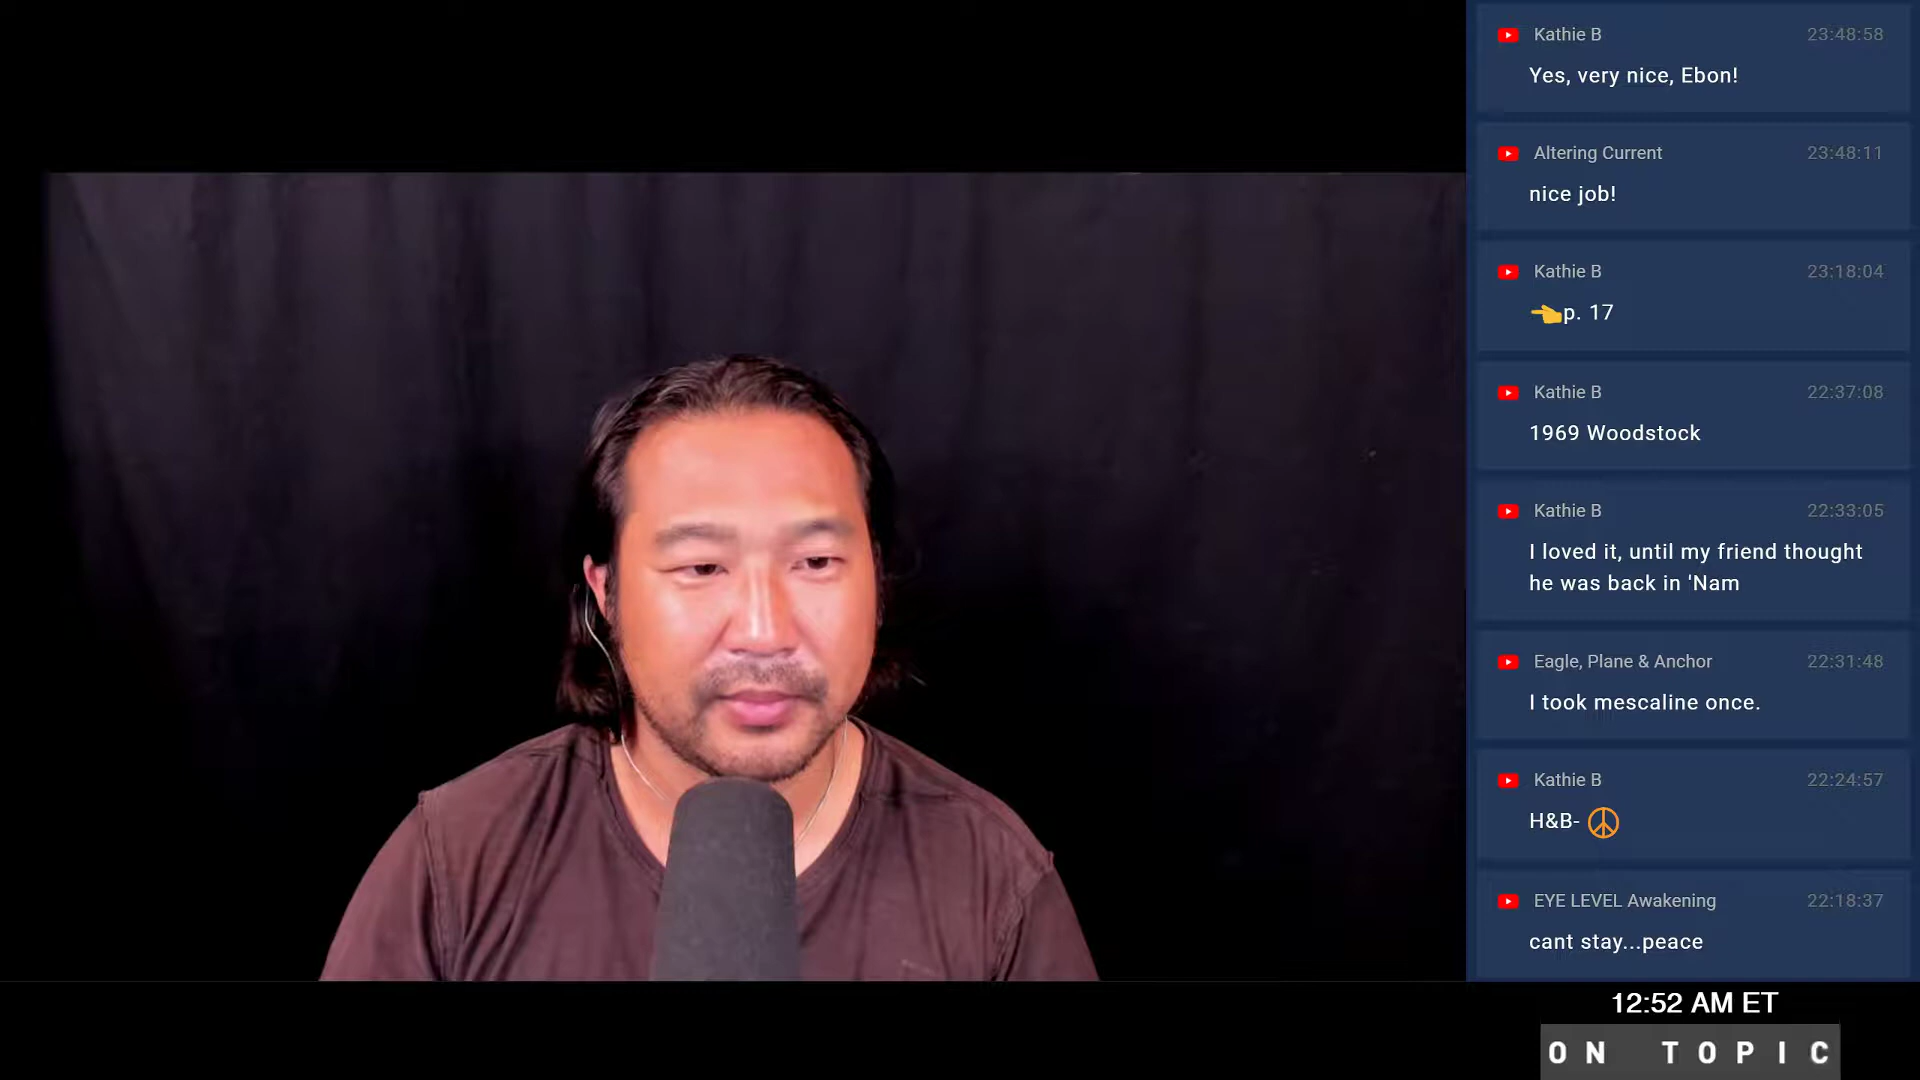 Kathie B 23:48:58
Yes, very nice, Ebon!
Altering Current 23:48:11
nice job!
Kathie B 23:18:04
👈p. 17
Kathie B 22:37:08
1969 Woodstock
Kathie B 22:33:05
I loved it, until my friend thought
he was back in 'Nam
Eagle, Plane & Anchor 22:31:48
I took mescaline once.
Kathie B 22:24:57
H&B- ☮
EYE LEVEL Awakening 22:18:37
cant stay...peace
12:52 AM ET
ON TOPIC